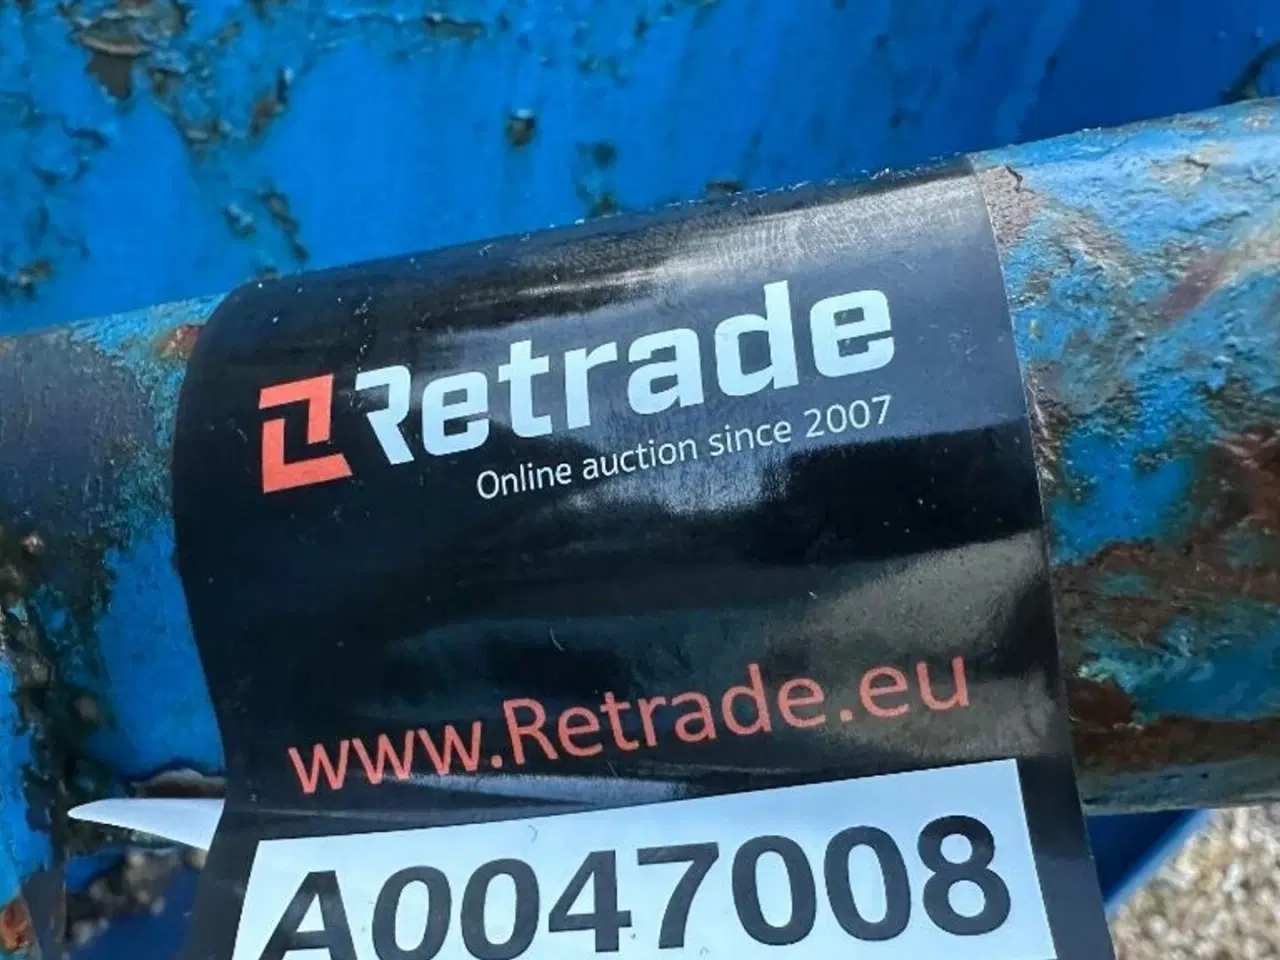 Retrade
Online auction since 2007
www.Retrade.eu
A0047008